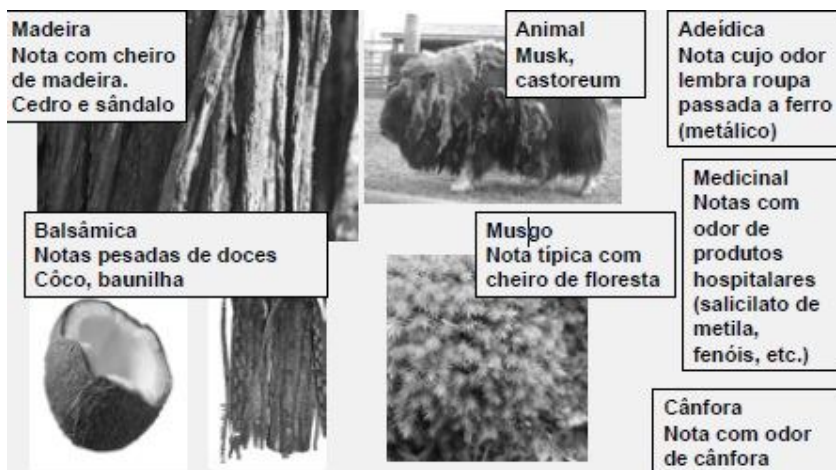 Madeira
Nota com cheiro
de madeira.
Cedro e sândalo
Animal
Musk,
castoreum
Adeídica
Nota cujo odor
lembra roupa
passada a ferro
(metálico)
Balsâmica
Notas pesadas de doces
Côco, baunilha
Musgo
Nota típica com
cheiro de floresta
Medicinal
Notas com
odor de
produtos
hospitalares
(salicilato de
metila,
fenóis, etc.)
Cânfora
Nota com odor
de cânfora